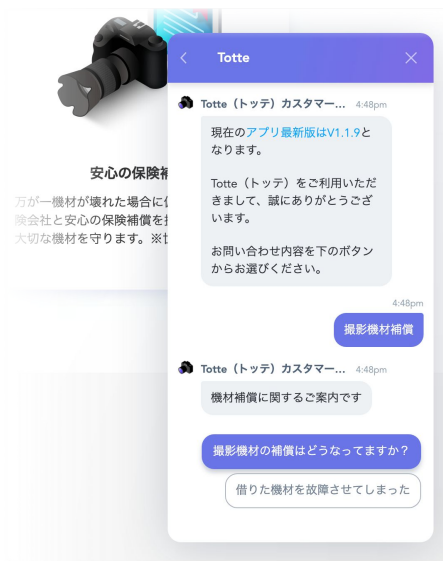 安心の保険補
万が一機材が壊れた場合に
険会社と安心の保険補償を
大切な機材を守ります。※
Totte
Totte（トッテ）カスタマー... 4:48pm
現在のアプリ最新版はV1.1.9と
なります。
Totte（トッテ）をご利用いただ
きまして、誠にありがとうござ
います。
お問い合わせ内容を下のボタン
からお選びください。
4:48pm
撮影機材補償
Totte（トッテ）カスタマー... 4:48pm
機材補償に関するご案内です
撮影機材の補償はどうなってますか？
借りた機材を故障させてしまった